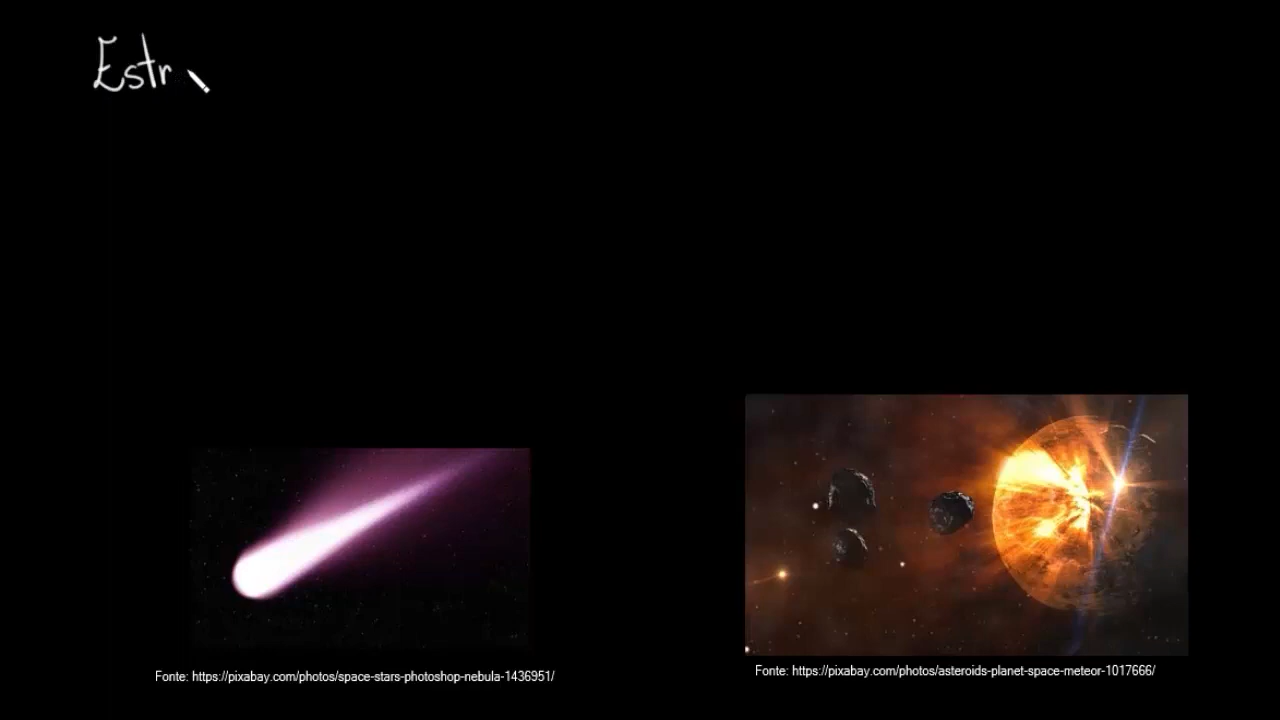 Estr
Fonte: https://pixabay.com/photos/space-stars-photoshop-nebula-1436951/
Fonte: https://pixabay.com/photos/asteroids-planet-space-meteor-1017666/